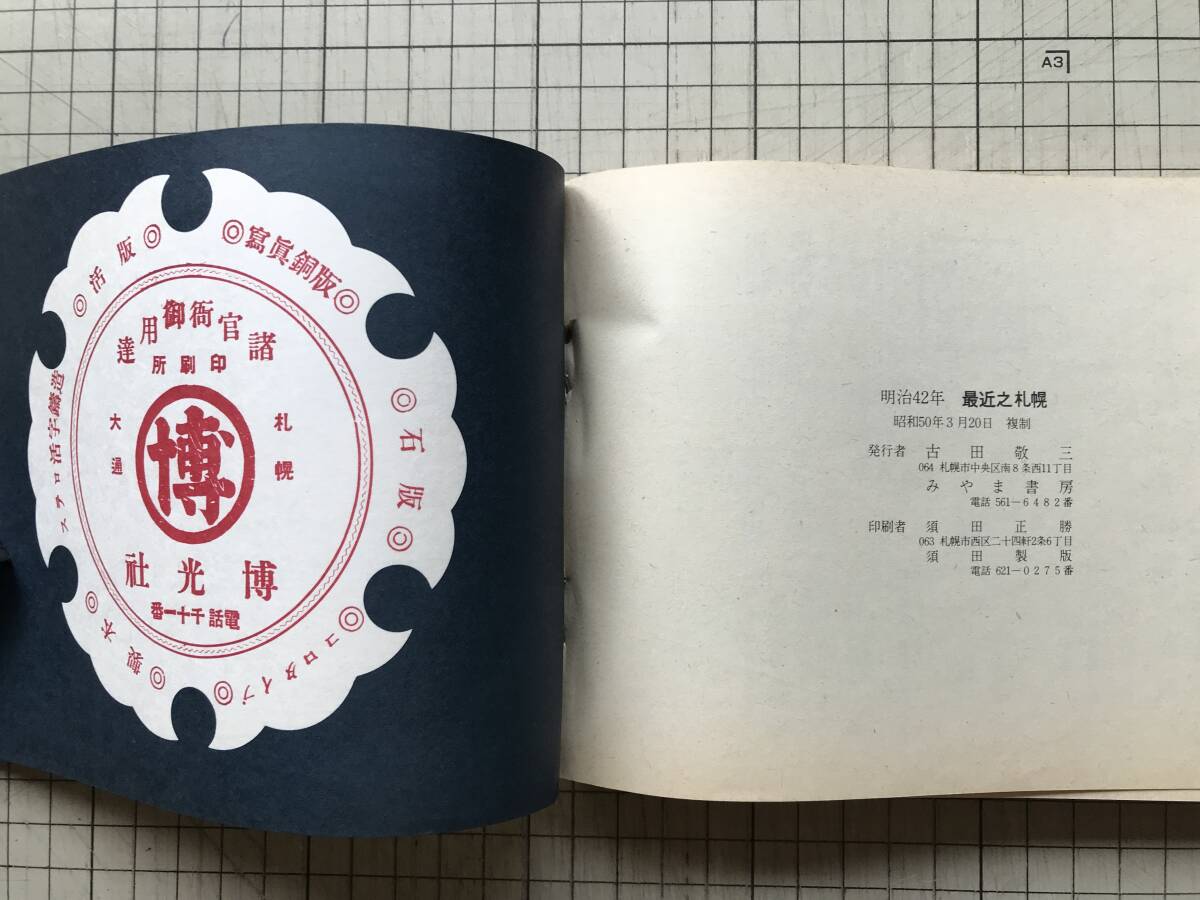 ◎寫眞銅版◎
石版
◎コロタイプ◎
製本
ステロ活字鑄造
◎活版◎
諸官衙御用達
印刷所
札幌
大通
博
博光社
電話千十一番
A3
明治42年 最近之札幌
昭和50年3月20日 複制
発行者 古田敬三
064 札幌市中央区南8条西11丁目
みやま書房
電話 561―6482番
印刷者 須田正勝
063 札幌市西区二十四軒2条6丁目
須田製版
電話 621―0275番